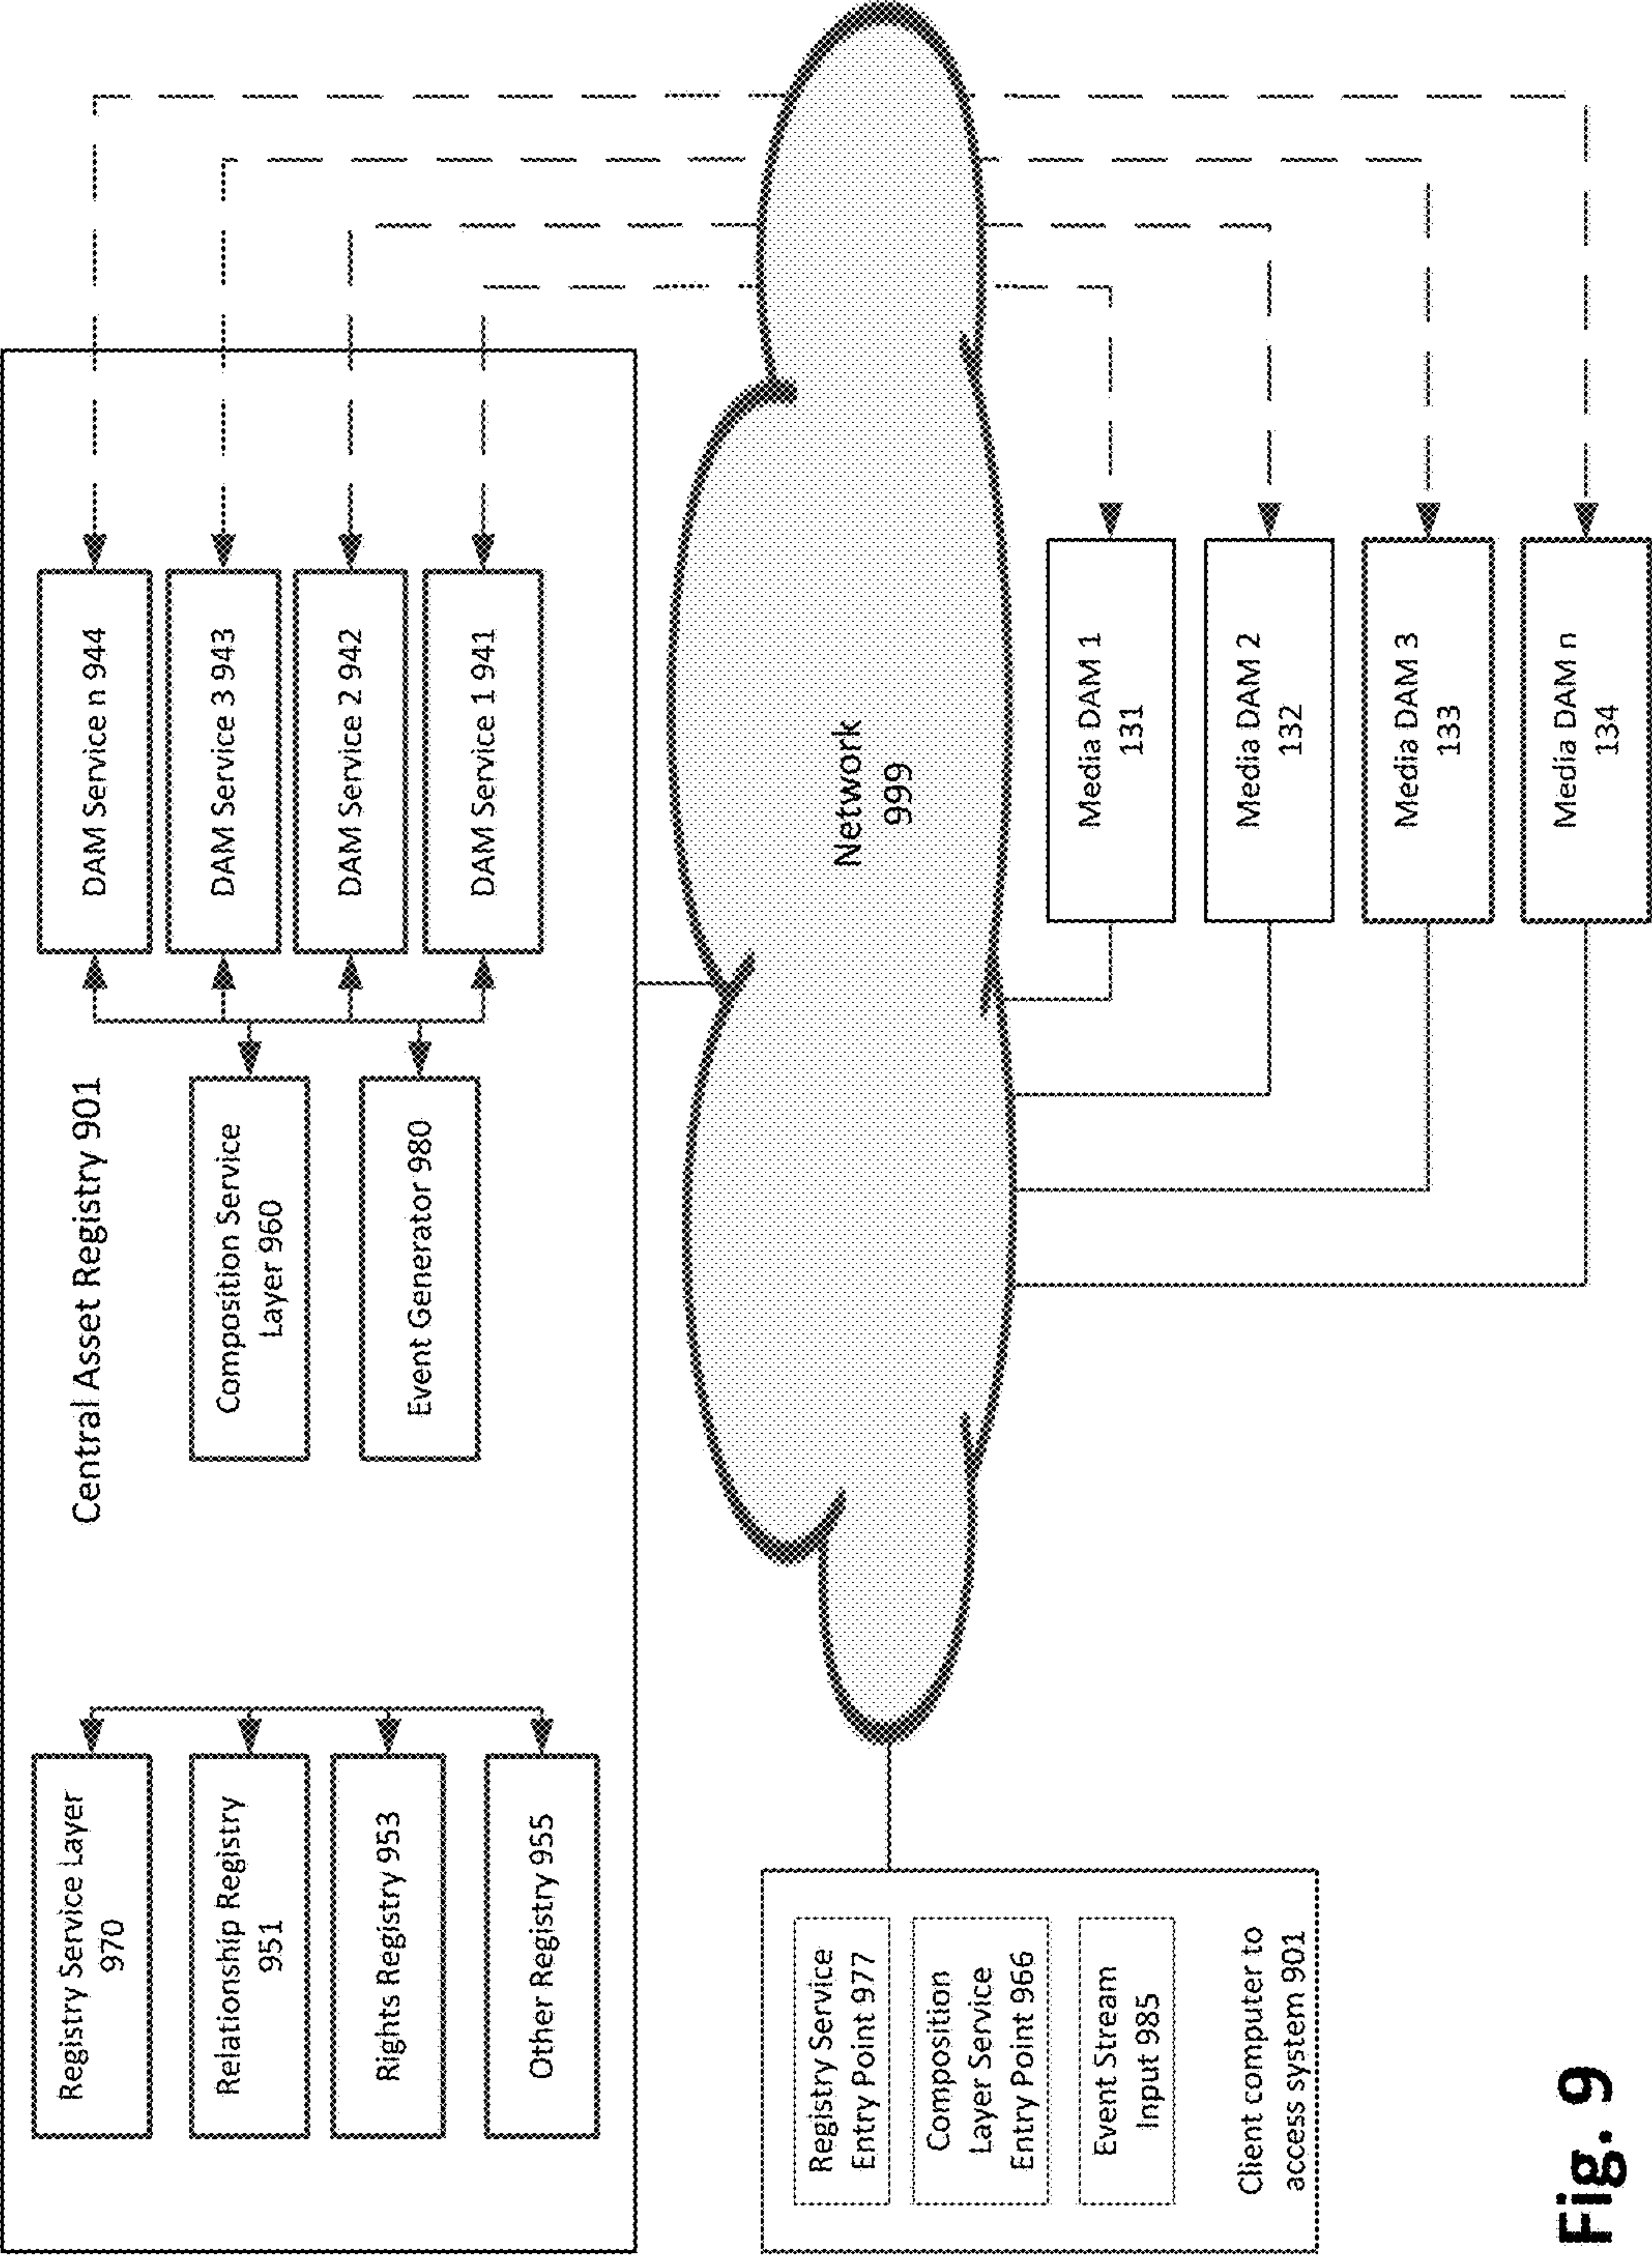 Central Asset Registry 901
Registry Service Layer
970
Relationship Registry
951
Rights Registry 953
Other Registry 955
Composition Service
Layer 960
Event Generator 980
DAM Service n 944
DAM Service 3 943
DAM Service 2 942
DAM Service 1 941
Network
999
Registry Service
Entry Point 977
Composition
Layer Service
Entry Point 966
Event Stream
Input 985
Client computer to
access system 901
Media DAM 1
131
Media DAM 2
132
Media DAM 3
133
Media DAM n
134
Fig. 9